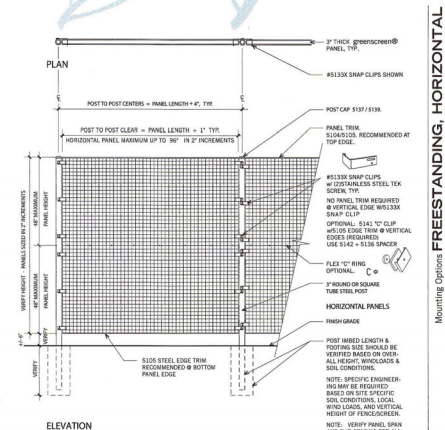 3" THICK greenscreen®
PANEL, TYP.
PLAN
#5133X SNAP CLIPS SHOWN
POST TO POST CENTERS = PANEL LENGTH + 4", TYP.
POST CAP 5137 / 5139.
POST TO POST CLEAR = PANEL LENGTH + 1" TYP.
HORIZONTAL PANEL MAXIMUM UP TO 96" IN 2" INCREMENTS
PANEL TRIM.
5104/5105. RECOMMENDED AT
TOP EDGE.
#5133X SNAP CLIPS
w/ (2)STAINLESS STEEL TEK
SCREW, TYP.
NO PANEL TRIM REQUIRED
@ VERTICAL EDGE W/5133X
SNAP CLIP
OPTIONAL: 5141 "C" CLIP
w/5105 EDGE TRIM @ VERTICAL
EDGES (REQUIRED)
USE 5142 + 5136 SPACER
FLEX "C" RING
OPTIONAL.
3" ROUND OR SQUARE
TUBE STEEL POST
HORIZONTAL PANELS
FINISH GRADE
POST IMBED LENGTH &
FOOTING SIZE SHOULD BE
VERIFIED BASED ON OVER-
ALL HEIGHT, WINDLOADS &
SOIL CONDITIONS.
NOTE: SPECIFIC ENGINEER-
ING MAY BE REQUIRED
BASED ON SITE SPECIFIC
SOIL CONDITIONS, LOCAL
WIND LOADS, AND VERTICAL
HEIGHT OF FENCE/SCREEN.
NOTE: VERIFY PANEL SPAN
VERIFY HEIGHT - PANELS SIZED IN 2" INCREMENTS
48" MAXIMUM
PANEL HEIGHT
48" MAXIMUM
PANEL HEIGHT
+/-6"
VERIFY
VERIFY
5105 STEEL EDGE TRIM
RECOMMENDED @ BOTTOM
PANEL EDGE
ELEVATION
Mounting Options FREESTANDING, HORIZONTAL